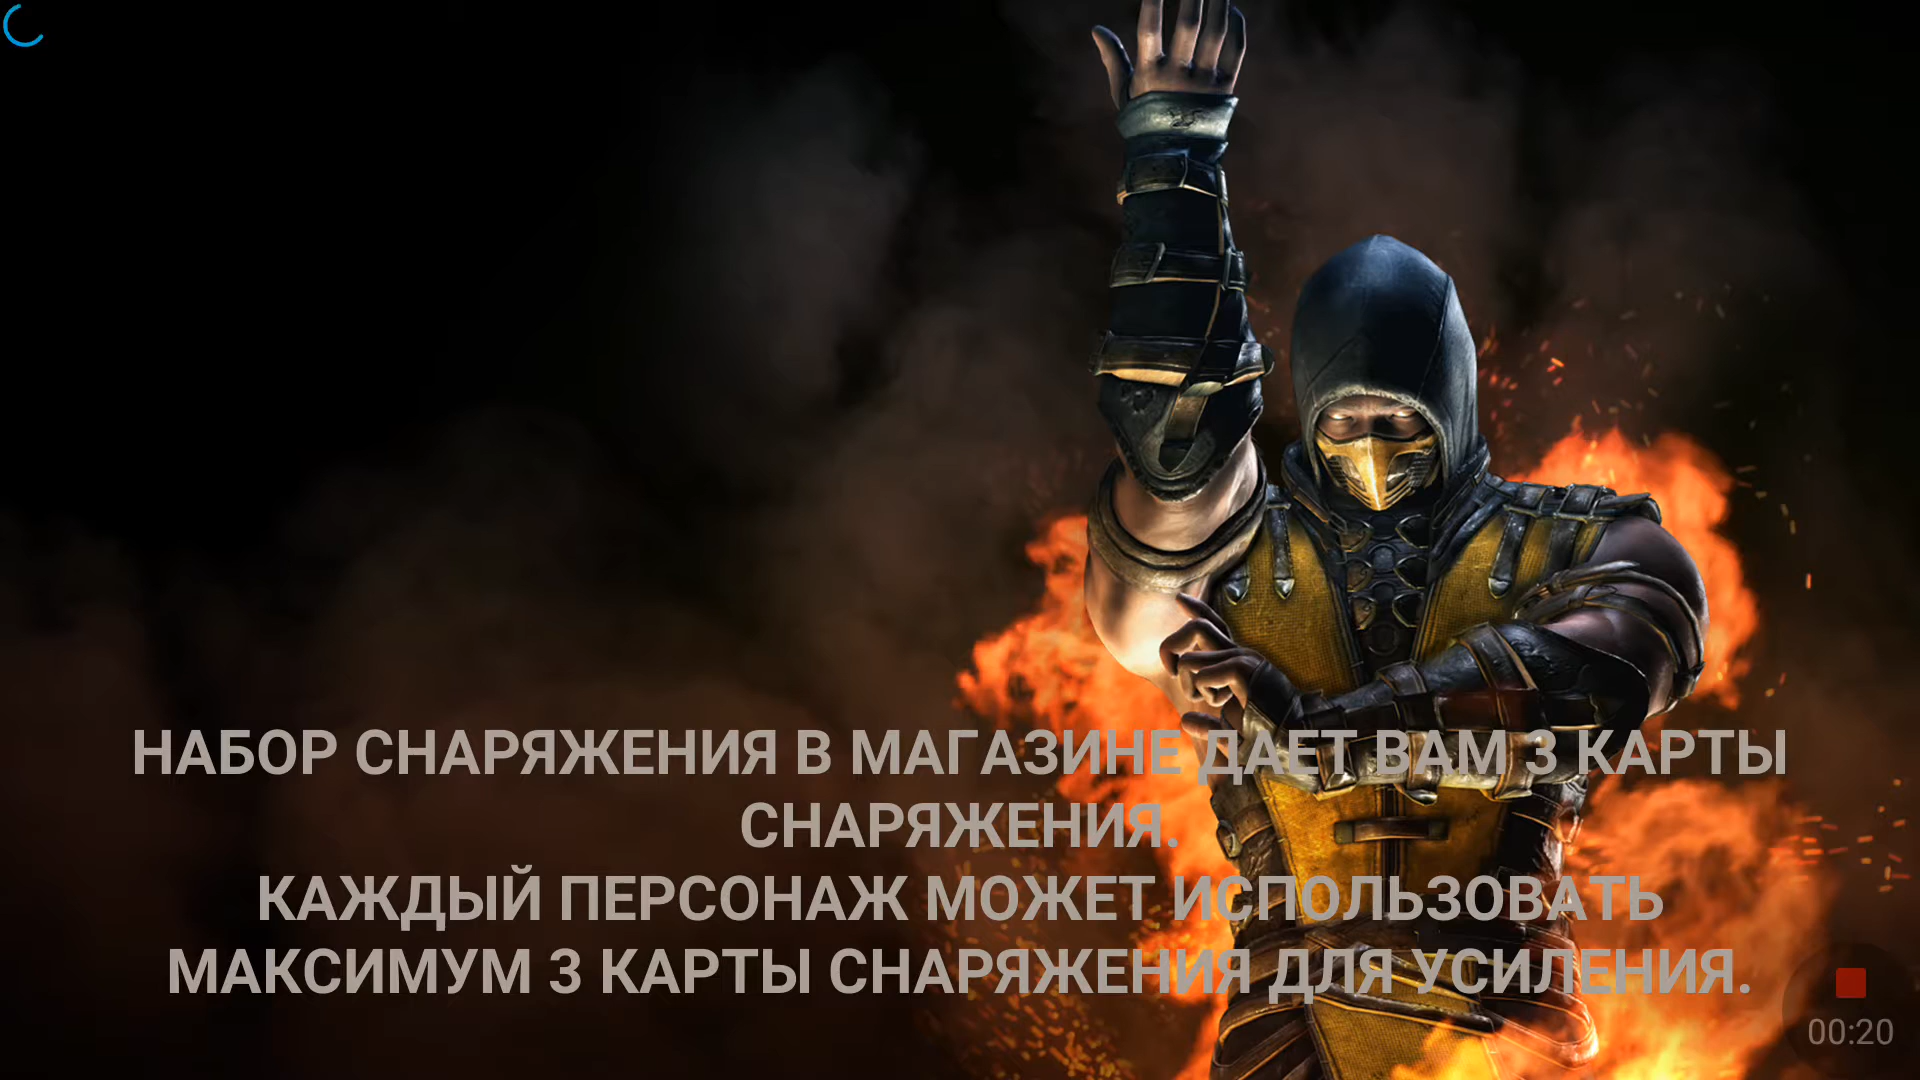 НАБОР СНАРЯЖЕНИЯ В МАГАЗИНЕ ДАЕТ ВАМ 3 КАРТЫ
СНАРЯЖЕНИЯ.
КАЖДЫЙ ПЕРСОНАЖ МОЖЕТ ИСПОЛЬЗОВАТЬ
МАКСИМУМ 3 КАРТЫ СНАРЯЖЕНИЯ ДЛЯ УСИЛЕНИЯ.
00:20